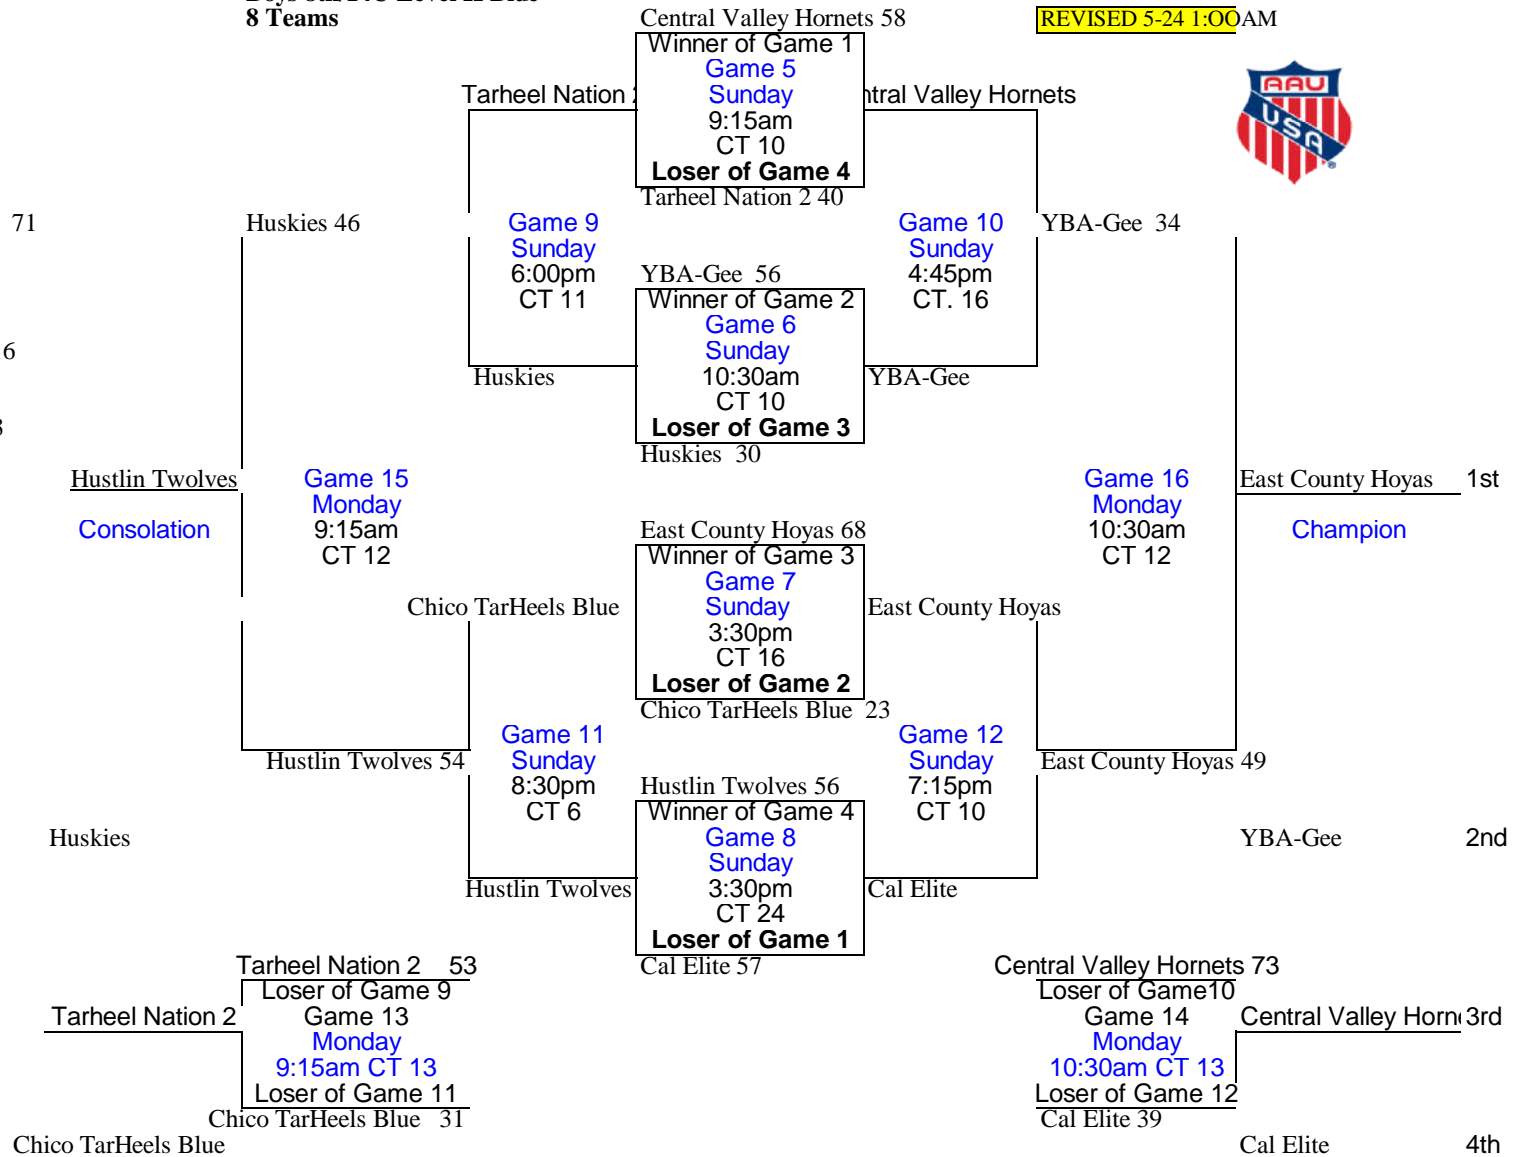 8 Teams
Central Valley Hornets 58
REVISED 5-24 1:OOAM
Winner of Game 1
Game 5
Tarheel Nation 2
Sunday
ntral Valley Hornets
9:15am
CT 10
Loser of Game 4
Tarheel Nation 2 40
AAU
USA
71
Huskies 46
Game 9
Sunday
6:00pm
CT 11
Game 10
Sunday
4:45pm
CT. 16
YBA-Gee 34
YBA-Gee 56
Winner of Game 2
Game 6
Sunday
10:30am
CT 10
Loser of Game 3
Huskies 30
6
Huskies
YBA-Gee
Hustlin Twolves
Consolation
Game 15
Monday
9:15am
CT 12
Game 16
Monday
10:30am
CT 12
East County Hoyas 1st
Champion
East County Hoyas 68
Winner of Game 3
Game 7
Sunday
3:30pm
CT 16
Loser of Game 2
Chico TarHeels Blue 23
Chico TarHeels Blue
East County Hoyas
Game 11
Sunday
8:30pm
CT 6
Game 12
Sunday
7:15pm
CT 10
Hustlin Twolves 54
East County Hoyas 49
Hustlin Twolves 56
Winner of Game 4
Game 8
Sunday
3:30pm
CT 24
Loser of Game 1
Cal Elite 57
Huskies
YBA-Gee 2nd
Hustlin Twolves
Cal Elite
Tarheel Nation 2 53
Loser of Game 9
Tarheel Nation 2
Game 13
Monday
9:15am CT 13
Loser of Game 11
Chico TarHeels Blue 31
Chico TarHeels Blue
Central Valley Hornets 73
Loser of Game10
Game 14
Central Valley Horn 3rd
Monday
10:30am CT 13
Loser of Game 12
Cal Elite 39
Cal Elite 4th